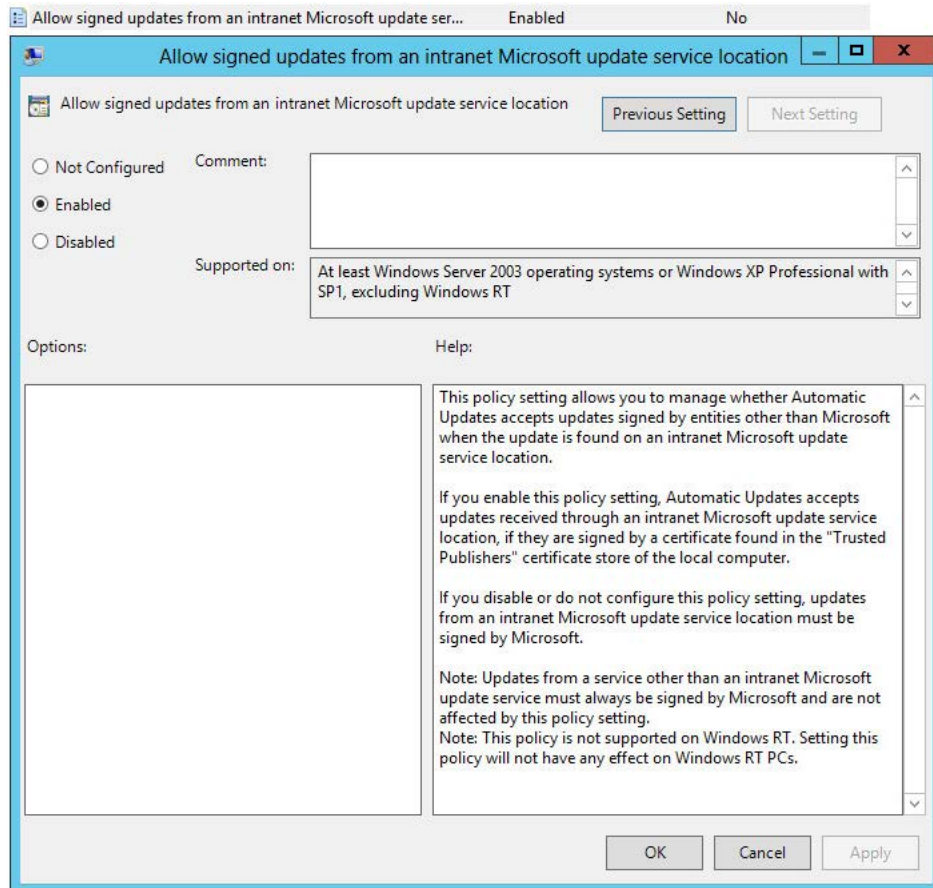 Allow signed updates from an intranet Microsoft update ser... Enabled No
Allow signed updates from an intranet Microsoft update service location
Allow signed updates from an intranet Microsoft update service location
Previous Setting
Next Setting
Not Configured
Enabled
Disabled
Comment:
Supported on:
At least Windows Server 2003 operating systems or Windows XP Professional with
SP1, excluding Windows RT
Options:
Help:
This policy setting allows you to manage whether Automatic
Updates accepts updates signed by entities other than Microsoft
when the update is found on an intranet Microsoft update
service location.
If you enable this policy setting, Automatic Updates accepts
updates received through an intranet Microsoft update service
location, if they are signed by a certificate found in the "Trusted
Publishers" certificate store of the local computer.
If you disable or do not configure this policy setting, updates
from an intranet Microsoft update service location must be
signed by Microsoft.
Note: Updates from a service other than an intranet Microsoft
update service must always be signed by Microsoft and are not
affected by this policy setting.
Note: This policy is not supported on Windows RT. Setting this
policy will not have any effect on Windows RT PCs.
OK
Cancel
Apply